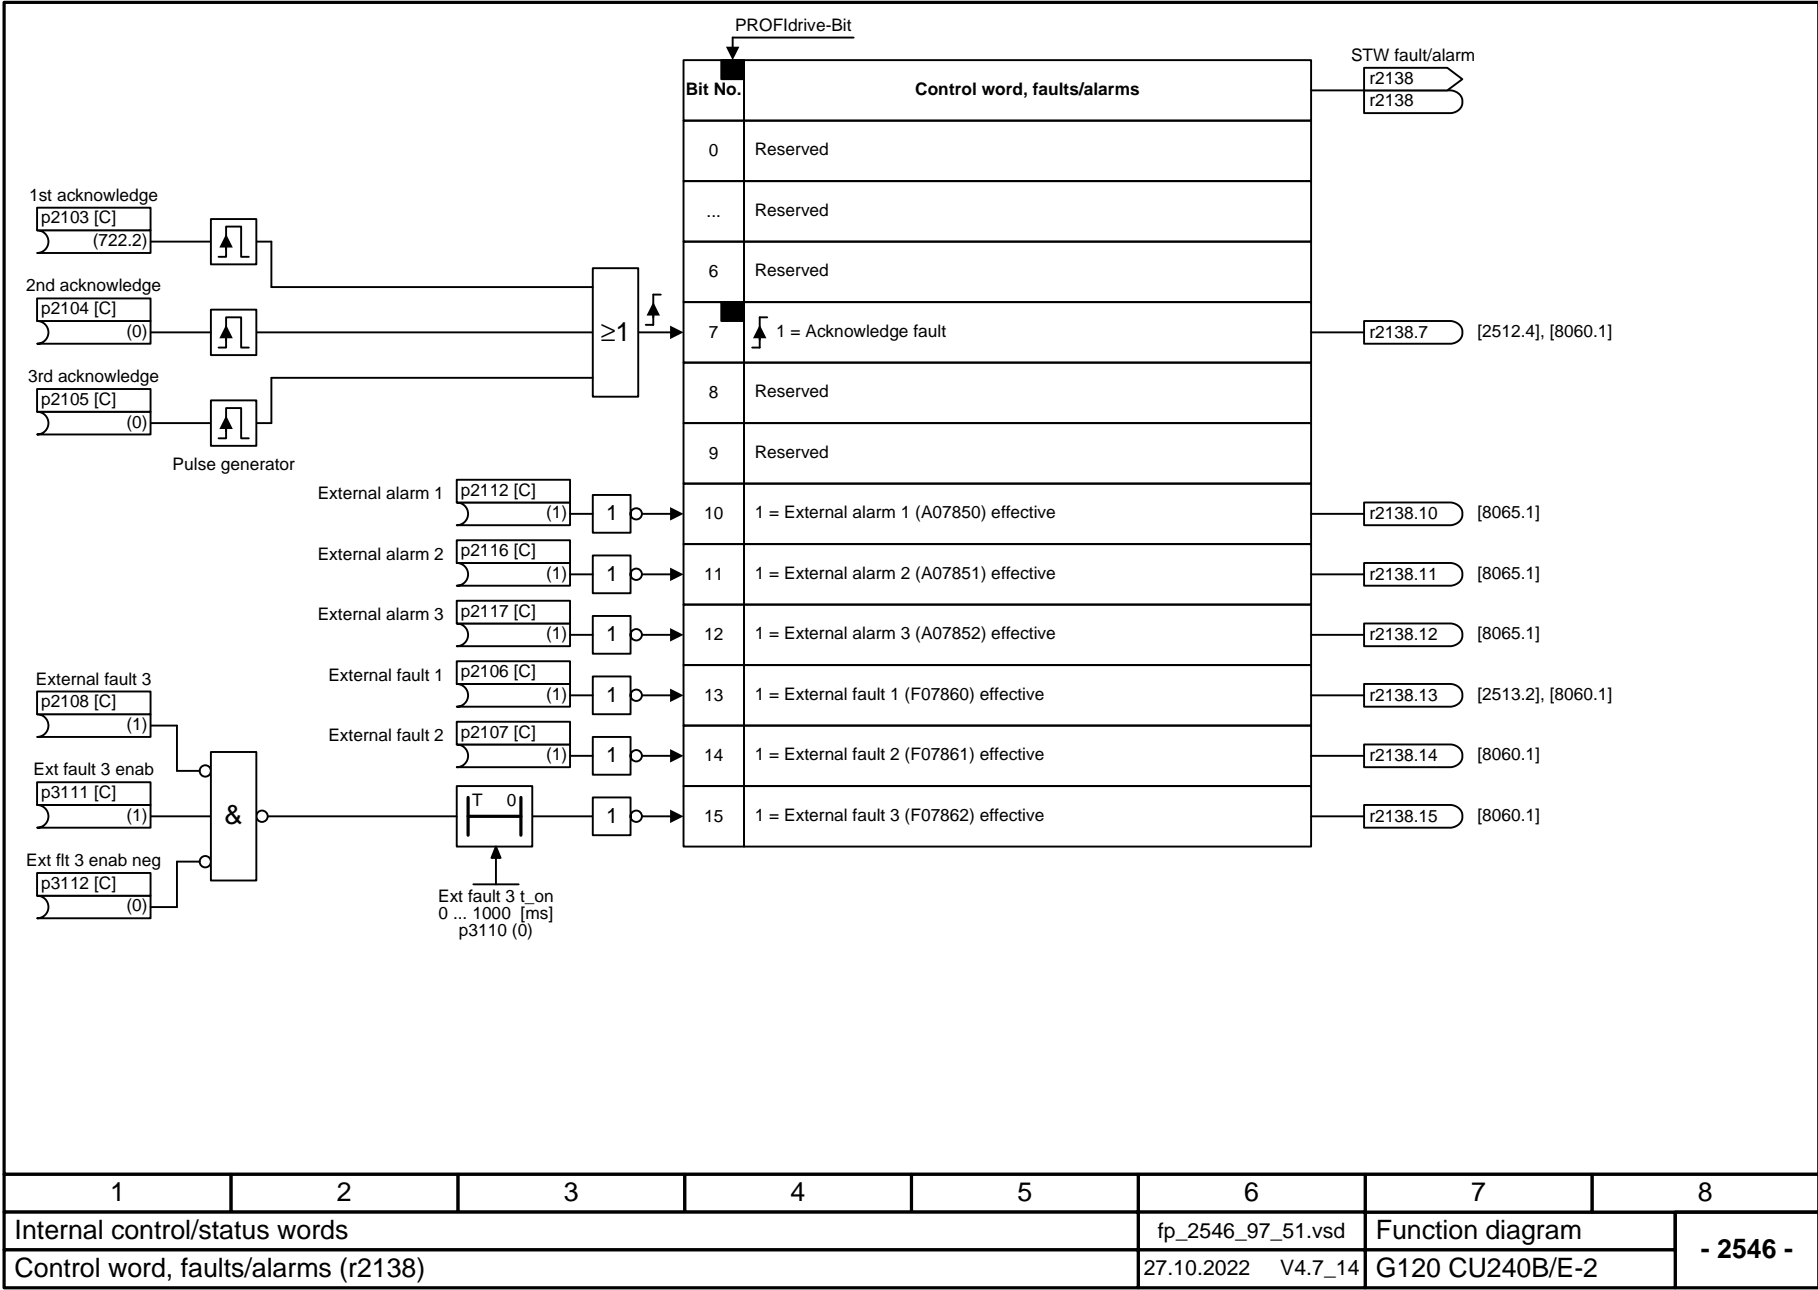 PROFIdrive-Bit
STW fault/alarm
r2138
r2138
Bit No.
Control word, faults/alarms
0
Reserved
...
Reserved
6
Reserved
7
1 = Acknowledge fault
r2138.7
[2512.4], [8060.1]
8
Reserved
9
Reserved
10
1 = External alarm 1 (A07850) effective
r2138.10
[8065.1]
11
1 = External alarm 2 (A07851) effective
r2138.11
[8065.1]
12
1 = External alarm 3 (A07852) effective
r2138.12
[8065.1]
13
1 = External fault 1 (F07860) effective
r2138.13
[2513.2], [8060.1]
14
1 = External fault 2 (F07861) effective
r2138.14
[8060.1]
15
1 = External fault 3 (F07862) effective
r2138.15
[8060.1]
1st acknowledge
p2103 [C]
(722.2)
2nd acknowledge
p2104 [C]
(0)
3rd acknowledge
p2105 [C]
(0)
Pulse generator
≥1
External alarm 1
p2112 [C]
(1)
1
External alarm 2
p2116 [C]
(1)
1
External alarm 3
p2117 [C]
(1)
1
External fault 1
p2106 [C]
(1)
1
External fault 2
p2107 [C]
(1)
1
External fault 3
p2108 [C]
(1)
Ext fault 3 enab
p3111 [C]
(1)
Ext flt 3 enab neg
p3112 [C]
(0)
&
T 0
1
Ext fault 3 t_on
0 ... 1000 [ms]
p3110 (0)
1 2 3 4 5 6 7 8
Internal control/status words
fp_2546_97_51.vsd
Function diagram
- 2546 -
Control word, faults/alarms (r2138)
27.10.2022 V4.7_14
G120 CU240B/E-2